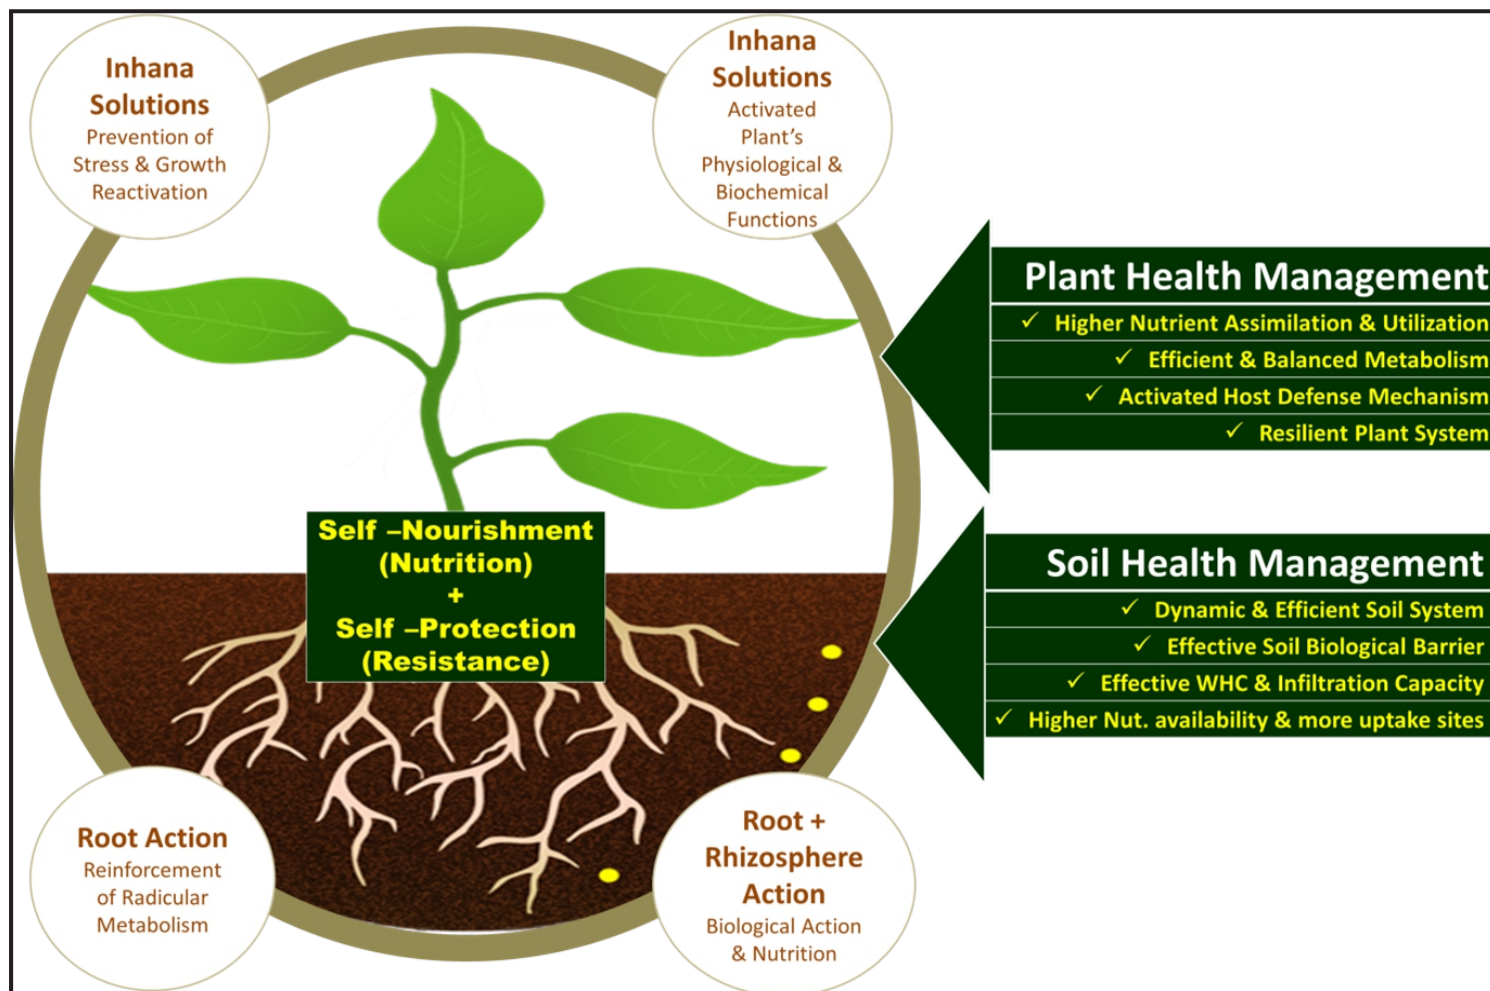 Inhana
Solutions
Prevention of
Stress & Growth
Reactivation
Inhana
Solutions
Activated
Plant's
Physiological &
Biochemical
Functions
Plant Health Management
✓ Higher Nutrient Assimilation & Utilization
✓ Efficient & Balanced Metabolism
✓ Activated Host Defense Mechanism
✓ Resilient Plant System
Self –Nourishment
(Nutrition)
+
Self –Protection
(Resistance)
Soil Health Management
✓ Dynamic & Efficient Soil System
✓ Effective Soil Biological Barrier
✓ Effective WHC & Infiltration Capacity
✓ Higher Nut. availability & more uptake sites
Root Action
Reinforcement
of Radicular
Metabolism
Root +
Rhizosphere
Action
Biological Action
& Nutrition